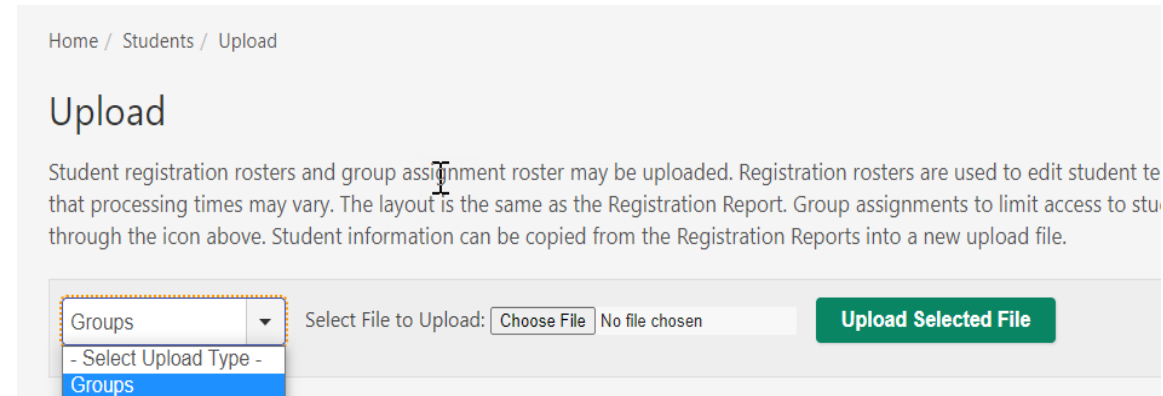 Home / Students / Upload
Upload
Student registration rosters and group assignment roster may be uploaded. Registration rosters are used to edit student te
that processing times may vary. The layout is the same as the Registration Report. Group assignments to limit access to stu
through the icon above. Student information can be copied from the Registration Reports into a new upload file.
Groups Select File to Upload: Choose File No file chosen Upload Selected File
- Select Upload Type -
Groups